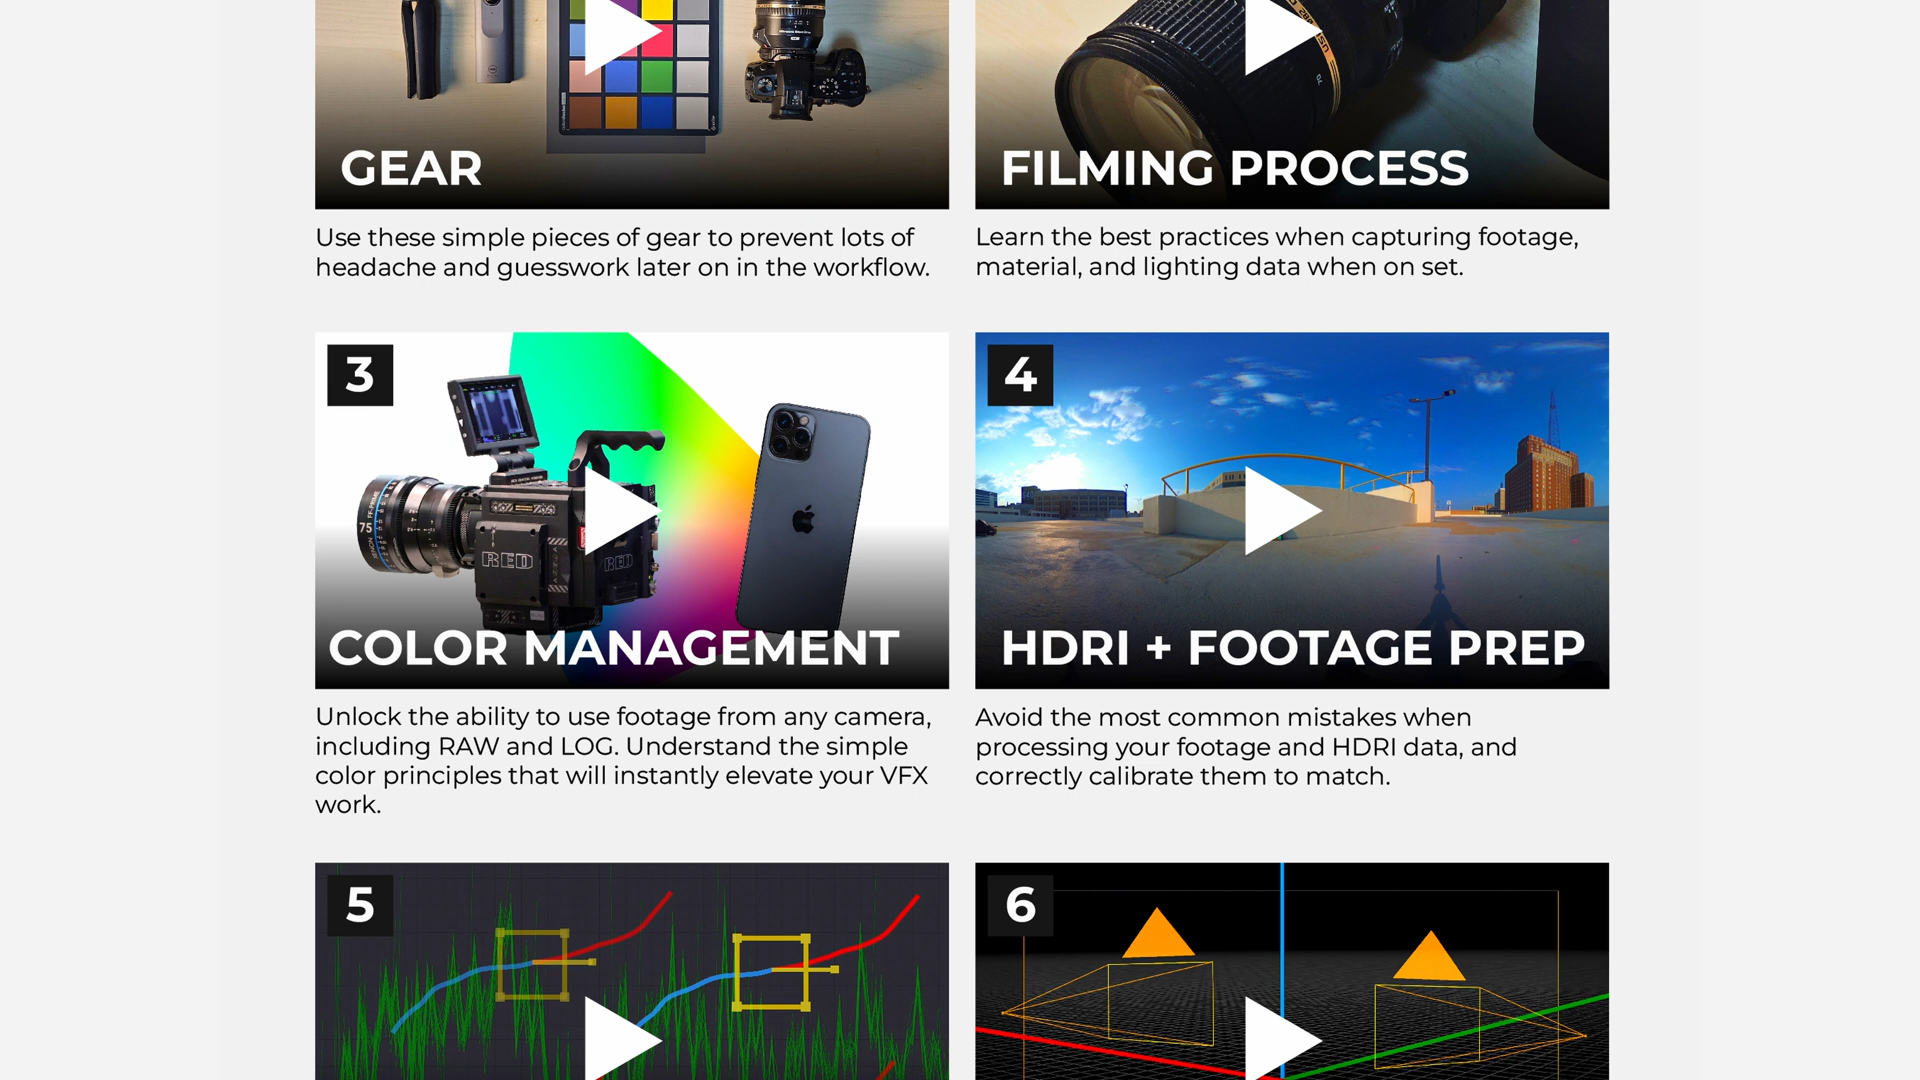 GEAR
FILMING PROCESS
Use these simple pieces of gear to prevent lots of
headache and guesswork later on in the workflow.
Learn the best practices when capturing footage,
material, and lighting data when on set.
3
75
RED
RED
COLOR MANAGEMENT
4
HDRI + FOOTAGE PREP
Unlock the ability to use footage from any camera,
including RAW and LOG. Understand the simple
color principles that will instantly elevate your VFX
work.
Avoid the most common mistakes when
processing your footage and HDRI data, and
correctly calibrate them to match.
5
6